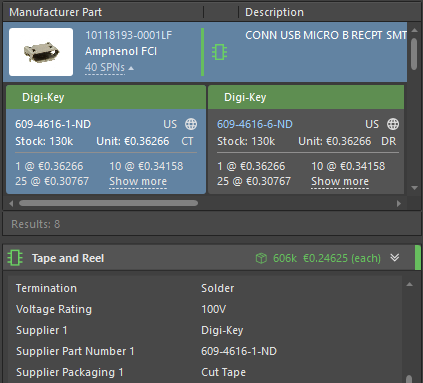 Manufacturer Part Description
10118193-0001LF CONN USB MICRO B RECPT SMT
Amphenol FCI
40 SPNs
Digi-Key Digi-Key
609-4616-1-ND US 609-4616-6-ND US
Stock: 130k Unit: €0.36266 CT Stock: 130k Unit: €0.36266 DR
1 @ €0.36266 10 @ €0.34158 1 @ €0.36266 10 @ €0.34158
25 @ €0.30767 Show more 25 @ €0.30767 Show more
Results: 8
Tape and Reel 606k €0.24625 (each)
Termination Solder
Voltage Rating 100V
Supplier 1 Digi-Key
Supplier Part Number 1 609-4616-1-ND
Supplier Packaging 1 Cut Tape